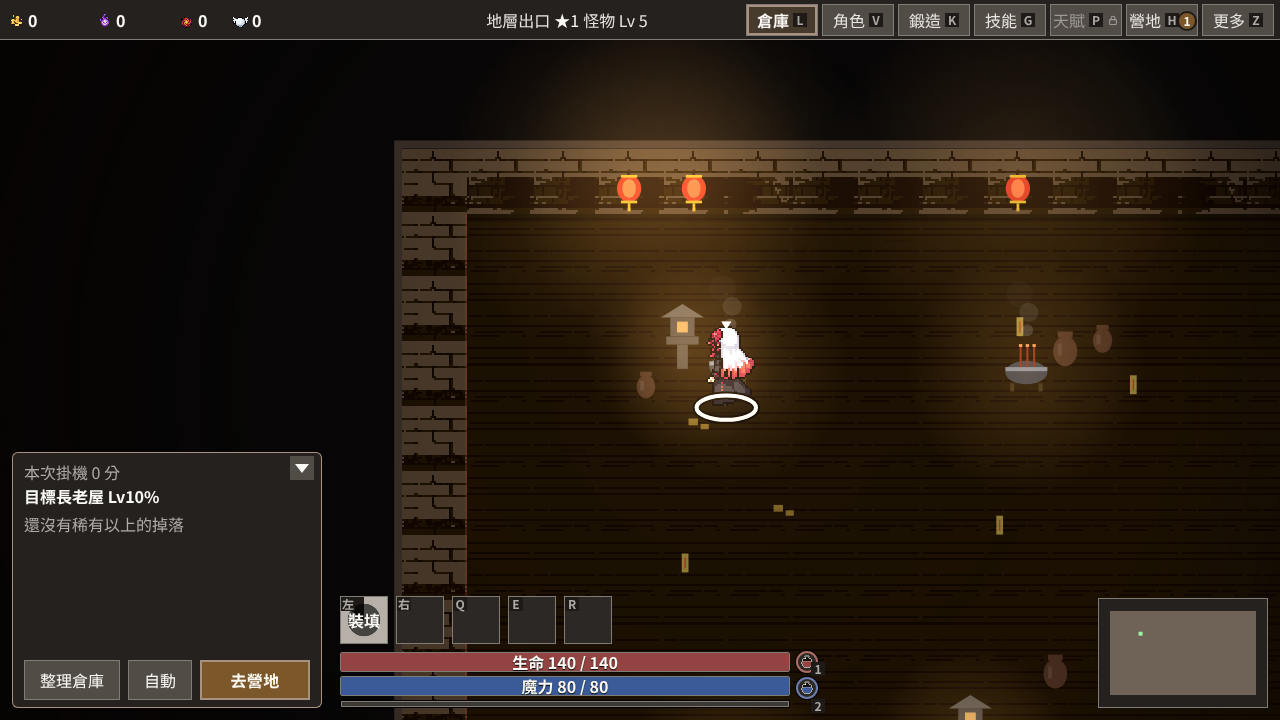 0
0
0
0
地層出口 ★1 怪物 Lv 5
倉庫 L
角色 V
鍛造 K
技能 G
天賦 P
營地 H 1
更多 Z
本次掛機 0 分
目標長老屋 Lv10%
還沒有稀有以上的掉落
整理倉庫
自動
去營地
左
裝填
右
Q
E
R
生命 140 / 140
1
魔力 80 / 80
2